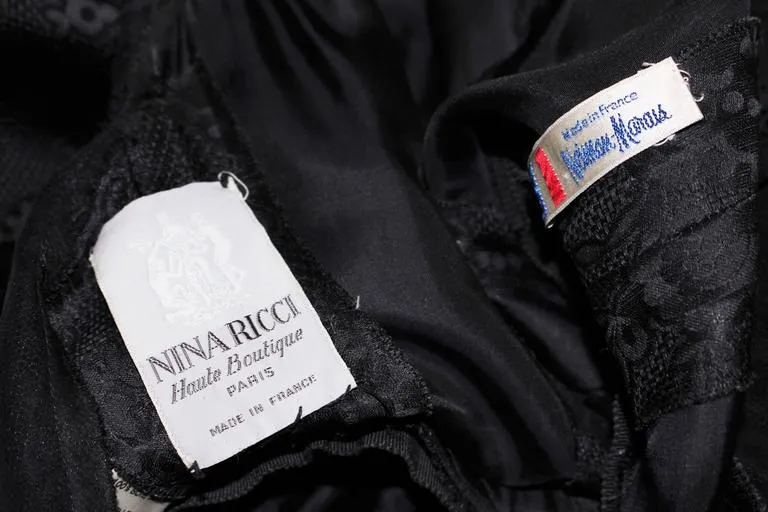 NINA RICCI
Haute Boutique
PARIS
MADE IN FRANCE
Made in France
Neiman Marcus